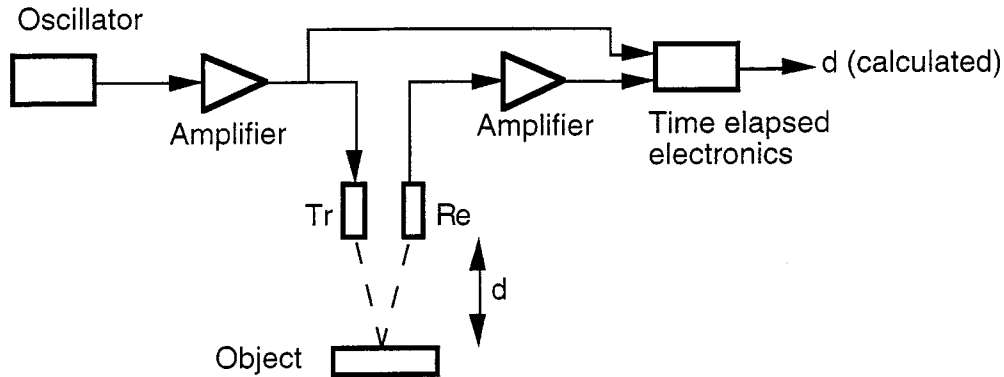 Oscillator
d (calculated)
Amplifier
Amplifier
Time elapsed
electronics
Tr
Re
d
Object